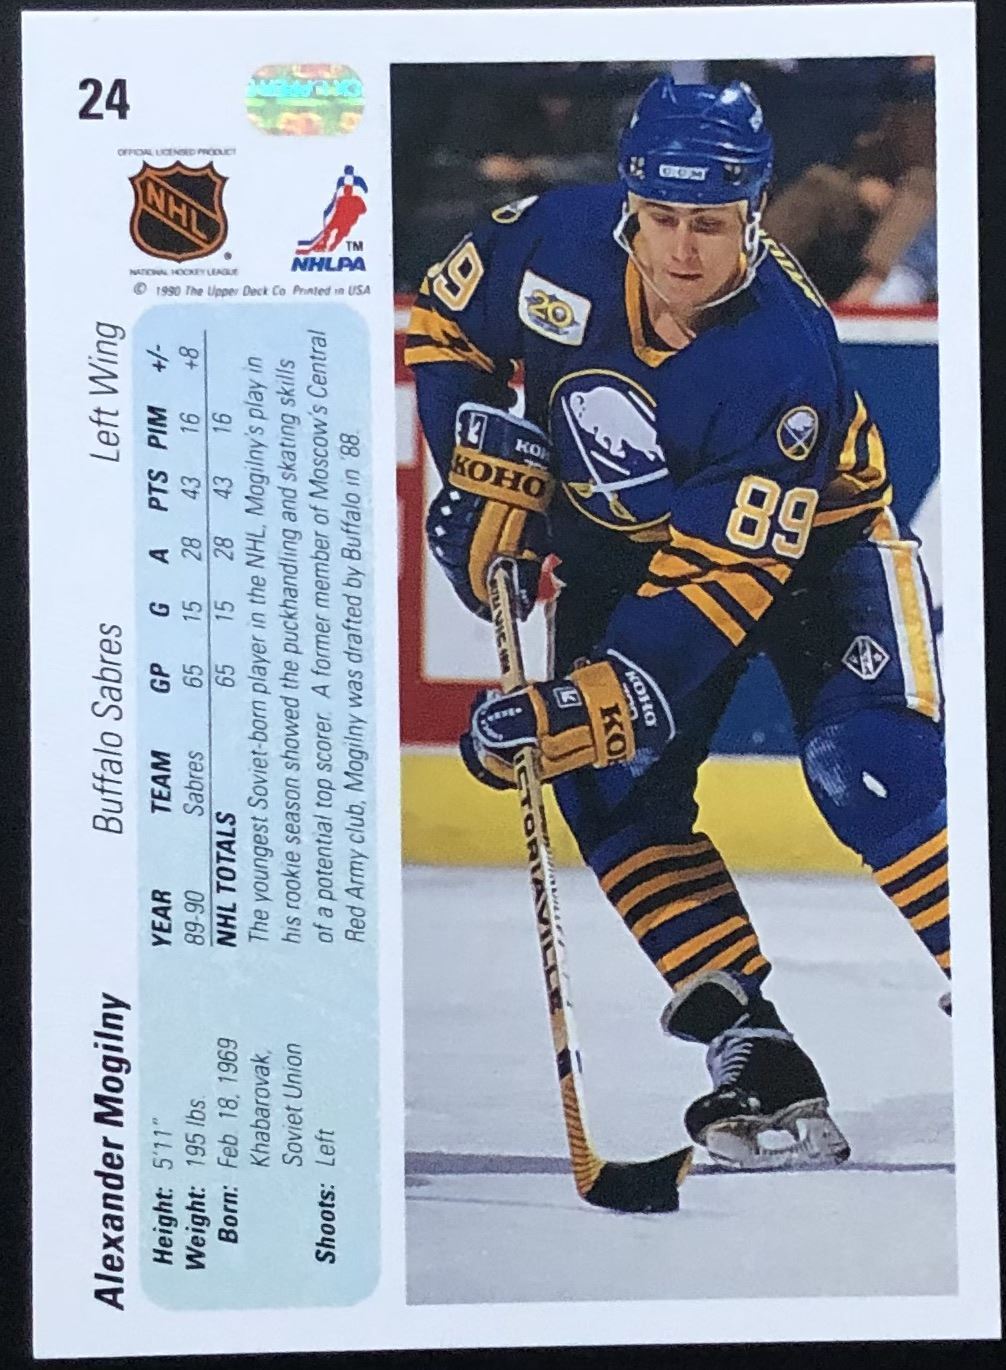 24
OFFICIAL LICENSED PRODUCT
NHL
NATIONAL HOCKEY LEAGUE
TM
NHLPA
© 1990 The Upper Deck Co. Printed in USA
Alexander Mogilny Buffalo Sabres Left Wing
Height: 5'11"
Weight: 195 lbs.
Born: Feb. 18, 1969
Khabarovak,
Soviet Union
Shoots: Left
YEAR TEAM GP G A PTS PIM +/-
89-90 Sabres 65 15 28 43 16 +8
NHL TOTALS 65 15 28 43 16
The youngest Soviet-born player in the NHL, Mogilny's play in
his rookie season showed the puckhandling and skating skills
of a potential top scorer. A former member of Moscow's Central
Red Army club, Mogilny was drafted by Buffalo in '88.
CCM
89
20
KOHO
KOHO
89
KOHO
KO
VICTORIAVILLE